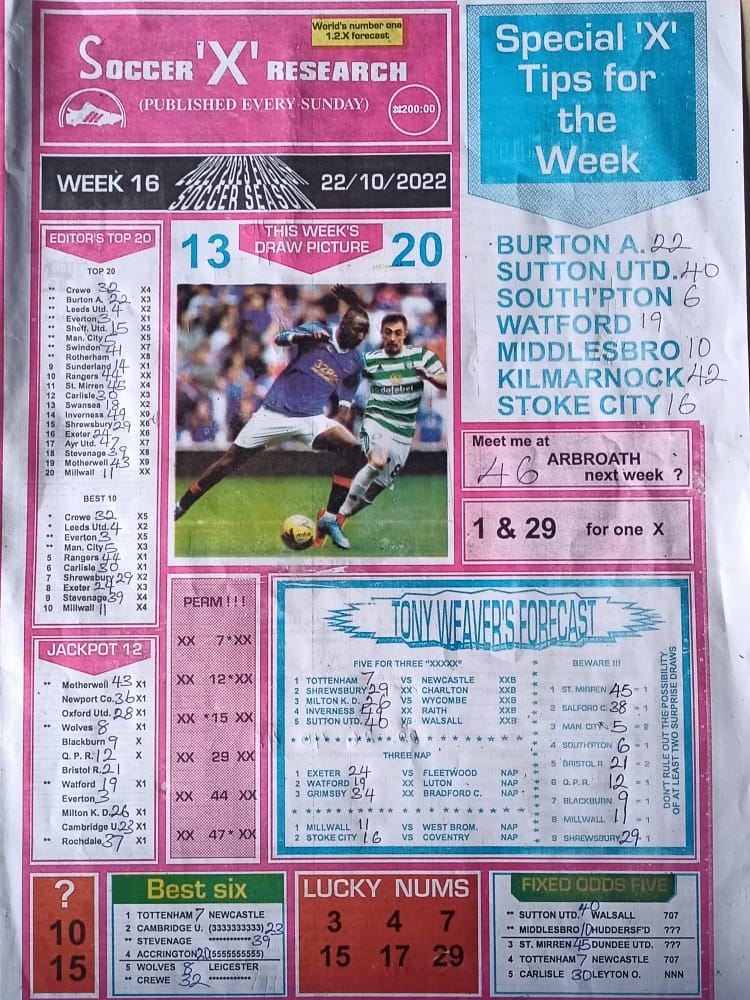 World's number one
1.2.X forecast
SOCCER 'X' RESEARCH
(PUBLISHED EVERY SUNDAY)
₦200:00
WEEK 16
SOCCER SEASON
22/10/2022
Special 'X'
Tips for
the
Week
BURTON A. 22
SUTTON UTD. 40
SOUTH'PTON 6
WATFORD 19
MIDDLESBRO 10
KILMARNOCK 42
STOKE CITY 16
Meet me at
46 ARBROATH
next week ?
1 & 29 for one X
EDITOR'S TOP 20
TOP 20
** Crewe 32 X4
** Burton A. 22 X3
** Leeds Utd. 4 X2
** Everton 3 X1
** Sheff. Utd. 15 X5
** Man. City 5 X6
** Swindon 41 X7
** Rotherham X8
9 Sunderland 14 X1
10 Rangers 44 XX
11 St. Mirren 45 X4
12 Carlisle 30 X3
13 Swansea 18 X2
14 Inverness 49 X9
15 Shrewsbury 29 X6
16 Exeter 24 X6
17 Ayr Utd. 47 X7
18 Stevenage 39 X8
19 Motherwell 43 X9
20 Millwall 11 XX
BEST 10
* Crewe 32 X5
* Leeds Utd. 4 X2
** Everton 3 X5
** Man. City 5 X3
5 Rangers 44 X1
6 Carlisle 30 X1
7 Shrewsbury 29 X2
8 Exeter 24 X3
9 Stevenage 39 X4
10 Millwall 11 X4
13
THIS WEEK'S
DRAW PICTURE
20
32Red
dafabet
JACKPOT 12
** Motherwell 43 X1
Newport Co. 36 X1
Oxford Utd. 28 X1
** Wolves 8 X1
Blackburn 9 X
Q. P. R. 12 X
Bristol R. 21
** Watford 19 X1
Everton 3
Milton K. D. 26 X1
Cambridge U. 23 X1
** Rochdale 37 X1
PERM ! ! !
XX 7*XX
XX 12*XX
XX *15 XX
XX 29 XX
XX 44 XX
XX 47* XX
TONY WEAVER'S FORECAST
FIVE FOR THREE "XXXXX"
1 TOTTENHAM 7 VS NEWCASTLE XXB
2 SHREWSBURY 29 XX CHARLTON XXB
3 MILTON K. D. 26 VS WYCOMBE XXB
4 INVERNESS 49 XX RAITH XXB
5 SUTTON UTD. 40 VS WALSALL XXB
THREE NAP
1 EXETER 24 VS FLEETWOOD NAP
2 WATFORD 19 XX LUTON NAP
3 GRIMSBY 34 XX BRADFORD C. NAP
1 MILLWALL 11 VS WEST BROM. NAP
2 STOKE CITY 16 VS COVENTRY NAP
BEWARE !!!
1 ST. MIRREN 45 = 1
2 SALFORD C. 38 = 1
3 MAN. CITY 5 = 2
4 SOUTH'PTON 6 = 1
5 BRISTOL R. 21 = 2
6 Q.P.R. 12 = 1
7 BLACKBURN 9 = 1
8 MILLWALL 11 = 1
9 SHREWSBURY 29 = 1
DON'T RULE OUT THE POSSIBILITY
OF AT LEAST TWO SURPRISE DRAWS
?
10
15
Best six
1 TOTTENHAM 7 NEWCASTLE
2 CAMBRIDGE U. (3333333333) 23
** STEVENAGE ************ 39
4 ACCRINGTON 20 (5555555555)
5 WOLVES 8 LEICESTER
** CREWE 32 ************
LUCKY NUMS
3 4 7
15 17 29
FIXED ODDS FIVE
** SUTTON UTD. 40 WALSALL 707
** MIDDLESBRO 10 HUDDERSF'D ???
3 ST. MIRREN 45 DUNDEE UTD. ???
4 TOTTENHAM 7 NEWCASTLE 707
5 CARLISLE 30 LEYTON O. NNN